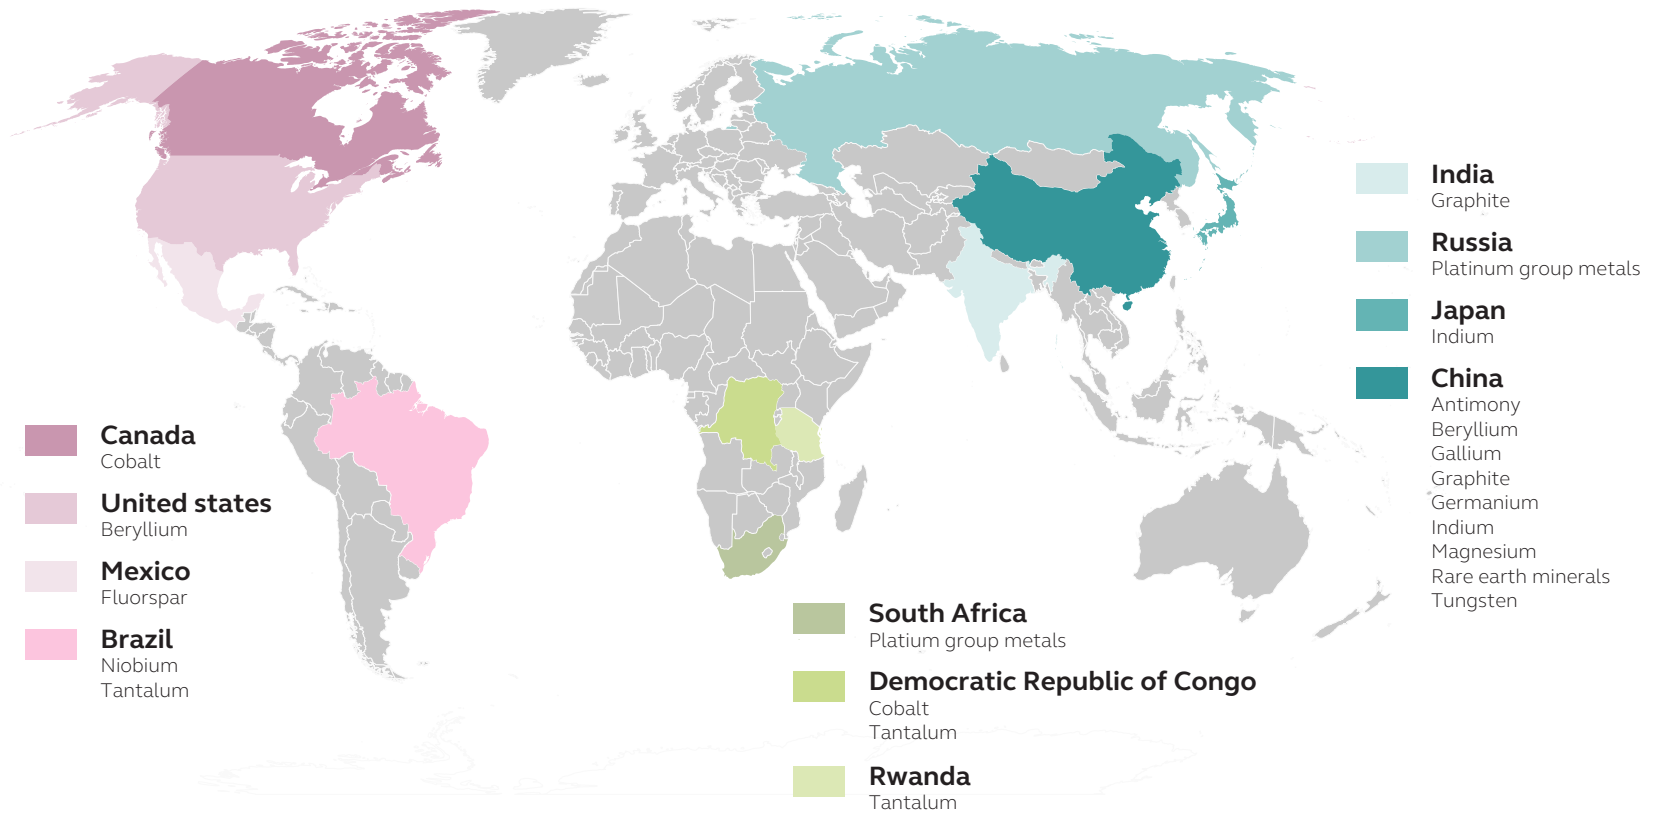 Canada
Cobalt
United states
Beryllium
Mexico
Fluorspar
Brazil
Niobium
Tantalum
South Africa
Platium group metals
Democratic Republic of Congo
Cobalt
Tantalum
Rwanda
Tantalum
India
Graphite
Russia
Platinum group metals
Japan
Indium
China
Antimony
Beryllium
Gallium
Graphite
Germanium
Indium
Magnesium
Rare earth minerals
Tungsten